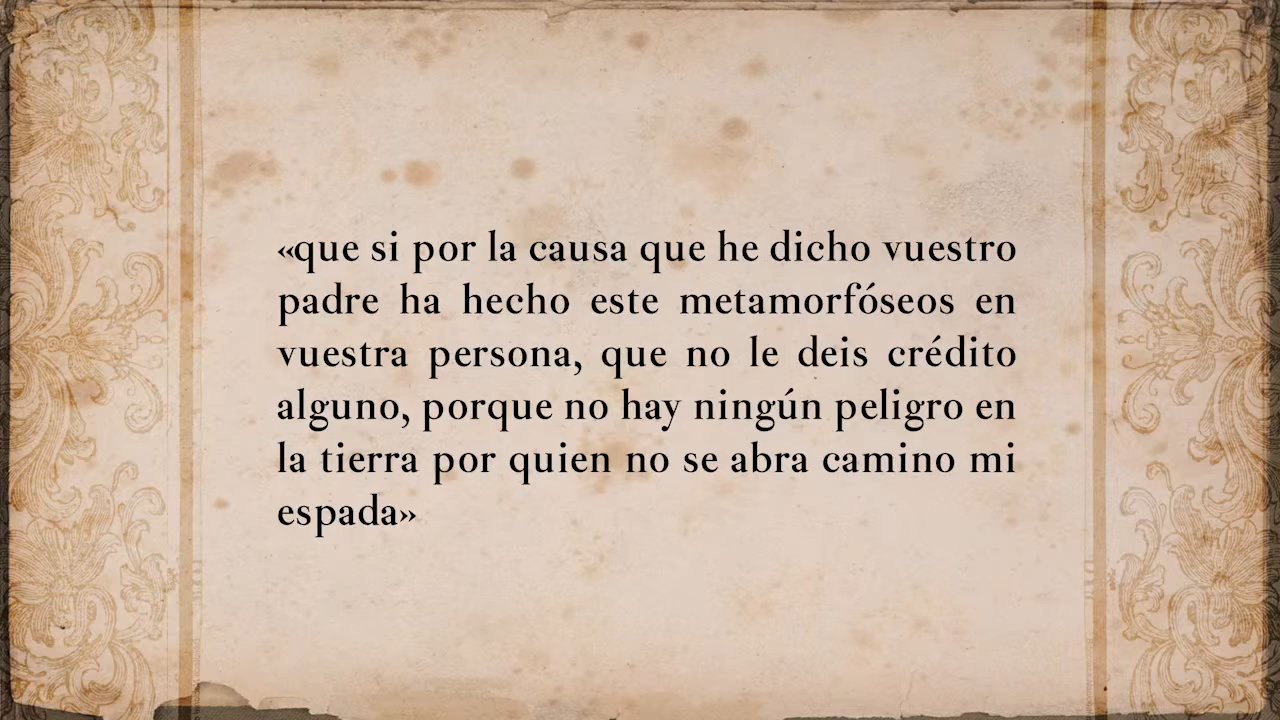 «que si por la causa que he dicho vuestro
padre ha hecho este metamorfóseos en
vuestra persona, que no le deis crédito
alguno, porque no hay ningún peligro en
la tierra por quien no se abra camino mi
espada»